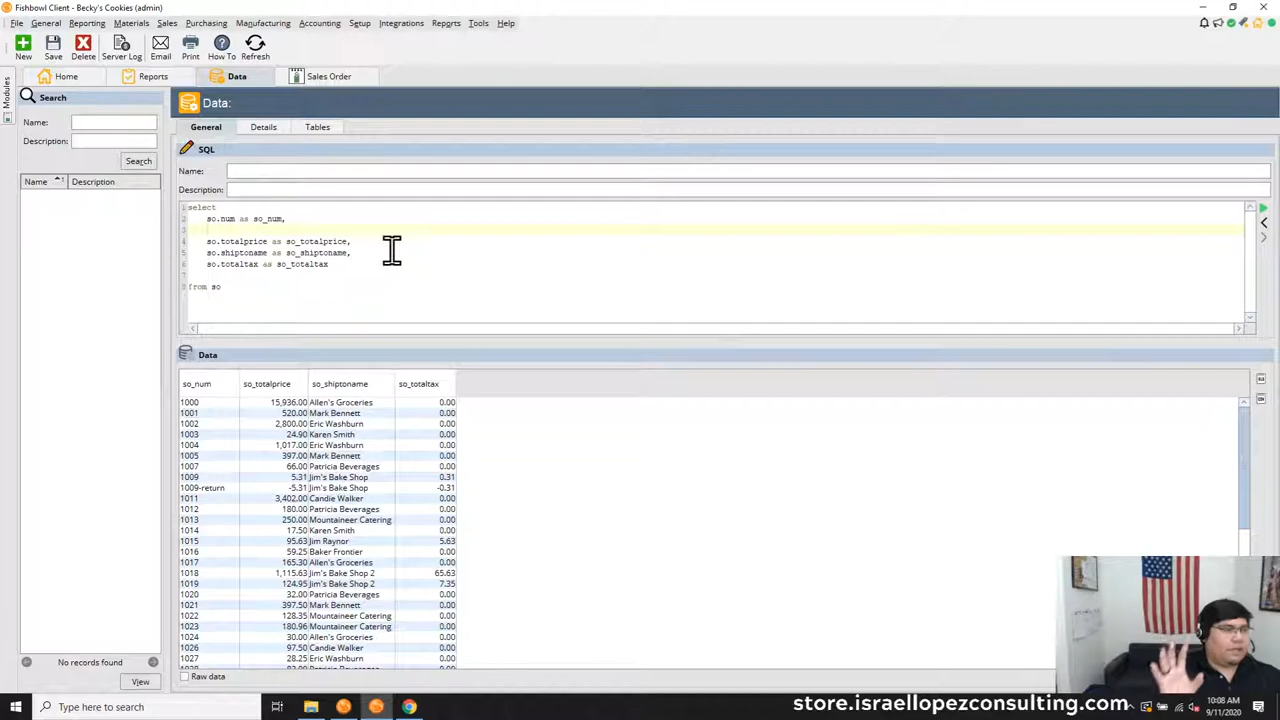 Fishbowl Client - Becky's Cookies (admin)
File General Reporting Materials Sales Purchasing Manufacturing Accounting Setup Integrations Reports Tools Help
New Save Delete Server Log Email Print How To Refresh
Home Reports Data Sales Order
Modules
Search
Name:
Description:
Search
Name Description
No records found
View
Data:
General Details Tables
SQL
Name:
Description:
1 select
2 so.num as so_num,
4 so.totalprice as so_totalprice,
5 so.shiptoname as so_shiptoname,
6 so.totaltax as so_totaltax
from so
Data
so_num so_totalprice so_shiptoname so_totaltax
1000 15,936.00 Allen's Groceries 0.00
1001 520.00 Mark Bennett 0.00
1002 2,800.00 Eric Washburn 0.00
1003 24.90 Karen Smith 0.00
1004 1,017.00 Eric Washburn 0.00
1005 397.00 Mark Bennett 0.00
1007 66.00 Patricia Beverages 0.00
1009 5.31 Jim's Bake Shop 0.31
1009-return -5.31 Jim's Bake Shop -0.31
1011 3,402.00 Candie Walker 0.00
1012 180.00 Patricia Beverages 0.00
1013 250.00 Mountaineer Catering 0.00
1014 17.50 Karen Smith 0.00
1015 95.63 Jim Raynor 5.63
1016 59.25 Baker Frontier 0.00
1017 165.30 Allen's Groceries 0.00
1018 1,115.63 Jim's Bake Shop 2 65.63
1019 124.95 Jim's Bake Shop 2 7.35
1020 32.00 Patricia Beverages 0.00
1021 397.50 Mark Bennett 0.00
1022 128.35 Mountaineer Catering 0.00
1023 180.96 Mountaineer Catering 0.00
1024 30.00 Allen's Groceries 0.00
1026 97.50 Candie Walker 0.00
1027 28.25 Eric Washburn 0.00
Raw data
store.israellopezconsulting.com
Type here to search
10:08 AM
9/11/2020